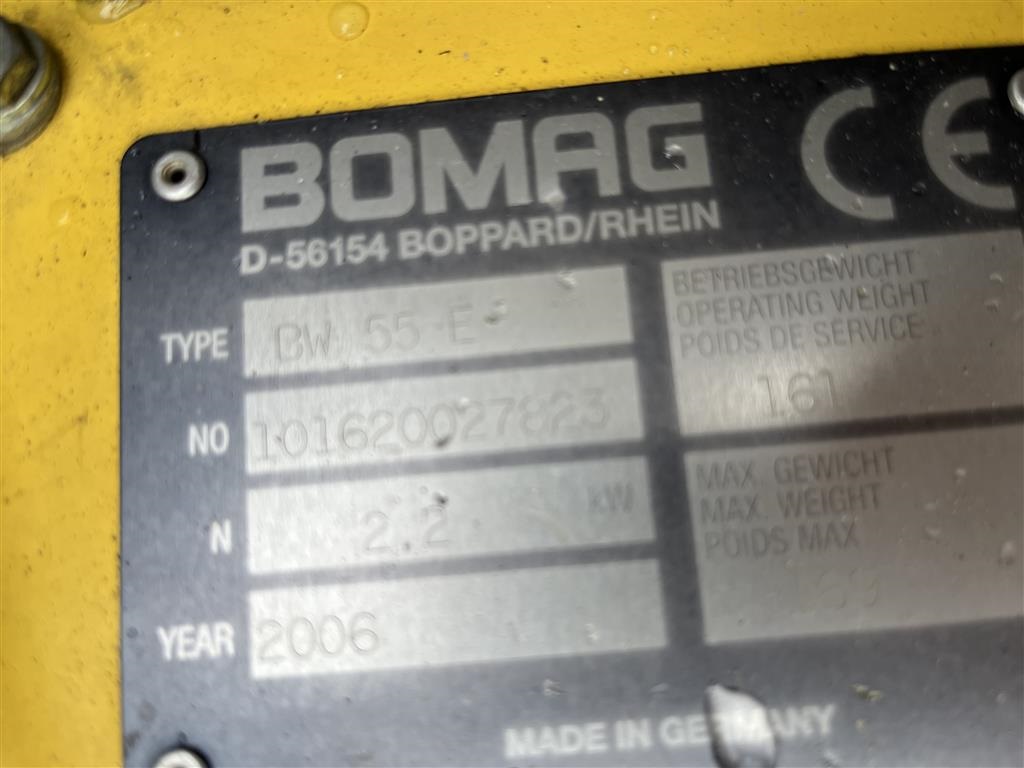 BOMAG CE
D-56154 BOPPARD/RHEIN
TYPE BW 55 E
NO 101620027823
N 2.2 kW
YEAR 2006
BETRIEBSGEWICHT
OPERATING WEIGHT
POIDS DE SERVICE
161
MAX. GEWICHT
MAX. WEIGHT
POIDS MAX
MADE IN GERMANY